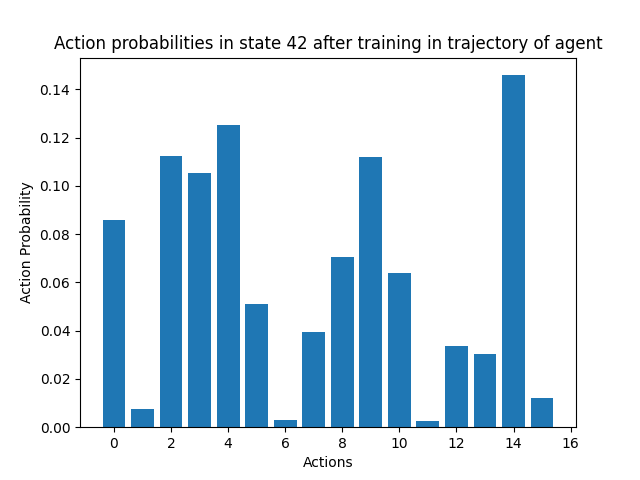 Action probabilities in state 42 after training in trajectory of agent
0.14
0.12
0.10
0.08
0.06
0.04
0.02
0.00
Action Probability
0 2 4 6 8 10 12 14 16
Actions